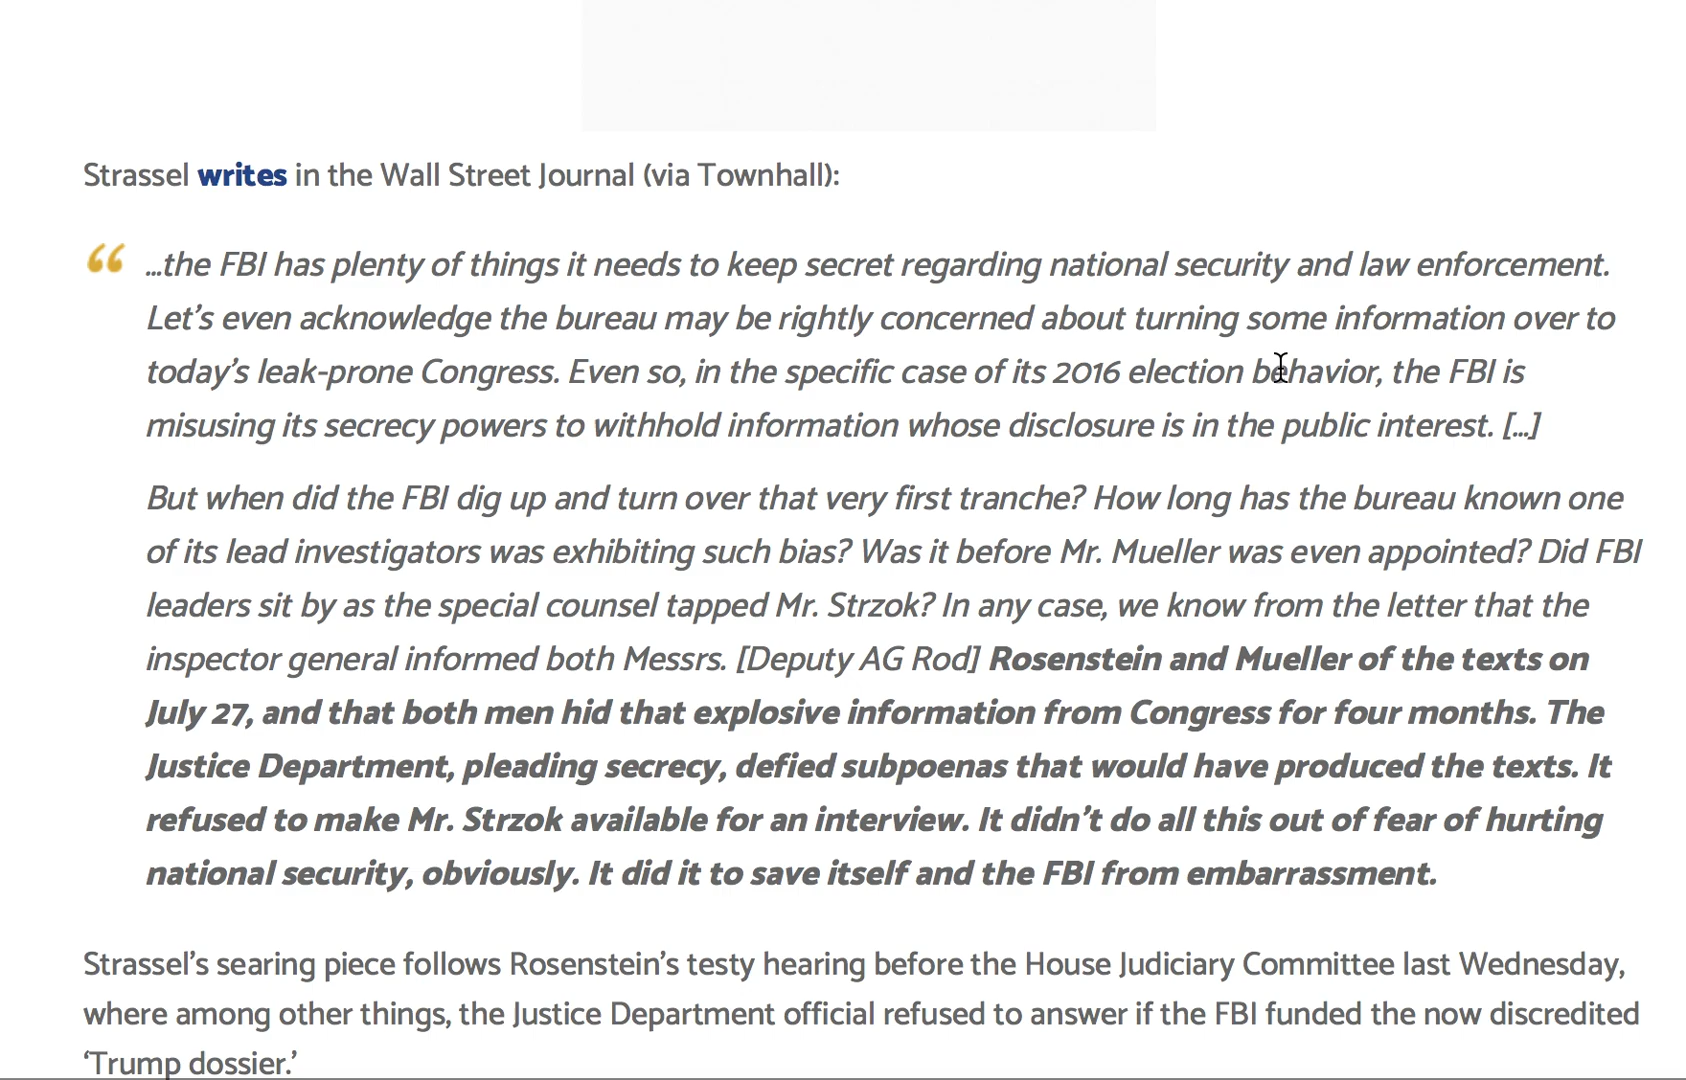 Strassel writes in the Wall Street Journal (via Townhall):
“ …the FBI has plenty of things it needs to keep secret regarding national security and law enforcement.
Let’s even acknowledge the bureau may be rightly concerned about turning some information over to
today’s leak-prone Congress. Even so, in the specific case of its 2016 election behavior, the FBI is
misusing its secrecy powers to withhold information whose disclosure is in the public interest. […]
But when did the FBI dig up and turn over that very first tranche? How long has the bureau known one
of its lead investigators was exhibiting such bias? Was it before Mr. Mueller was even appointed? Did FBI
leaders sit by as the special counsel tapped Mr. Strzok? In any case, we know from the letter that the
inspector general informed both Messrs. [Deputy AG Rod] Rosenstein and Mueller of the texts on
July 27, and that both men hid that explosive information from Congress for four months. The
Justice Department, pleading secrecy, defied subpoenas that would have produced the texts. It
refused to make Mr. Strzok available for an interview. It didn’t do all this out of fear of hurting
national security, obviously. It did it to save itself and the FBI from embarrassment.
Strassel’s searing piece follows Rosenstein’s testy hearing before the House Judiciary Committee last Wednesday,
where among other things, the Justice Department official refused to answer if the FBI funded the now discredited
‘Trump dossier.’